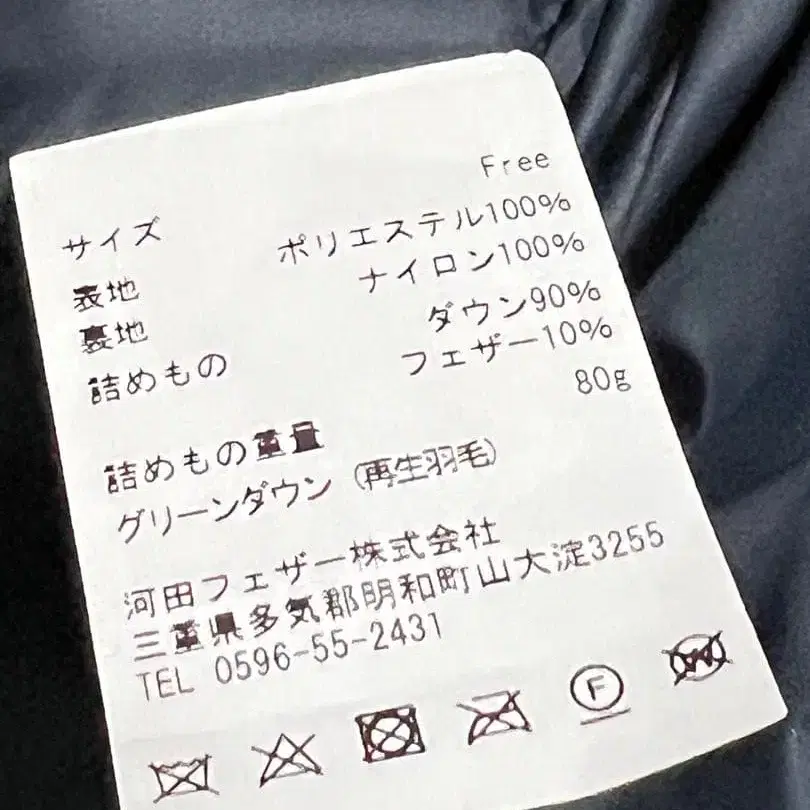 サイズ Free
表地 ポリエステル100%
裏地 ナイロン100%
詰めもの ダウン90%
フェザー10%
詰めもの重量 80g
グリーンダウン (再生羽毛)
河田フェザー株式会社
三重県多気郡明和町山大淀3255
TEL 0596-55-2431
F
W